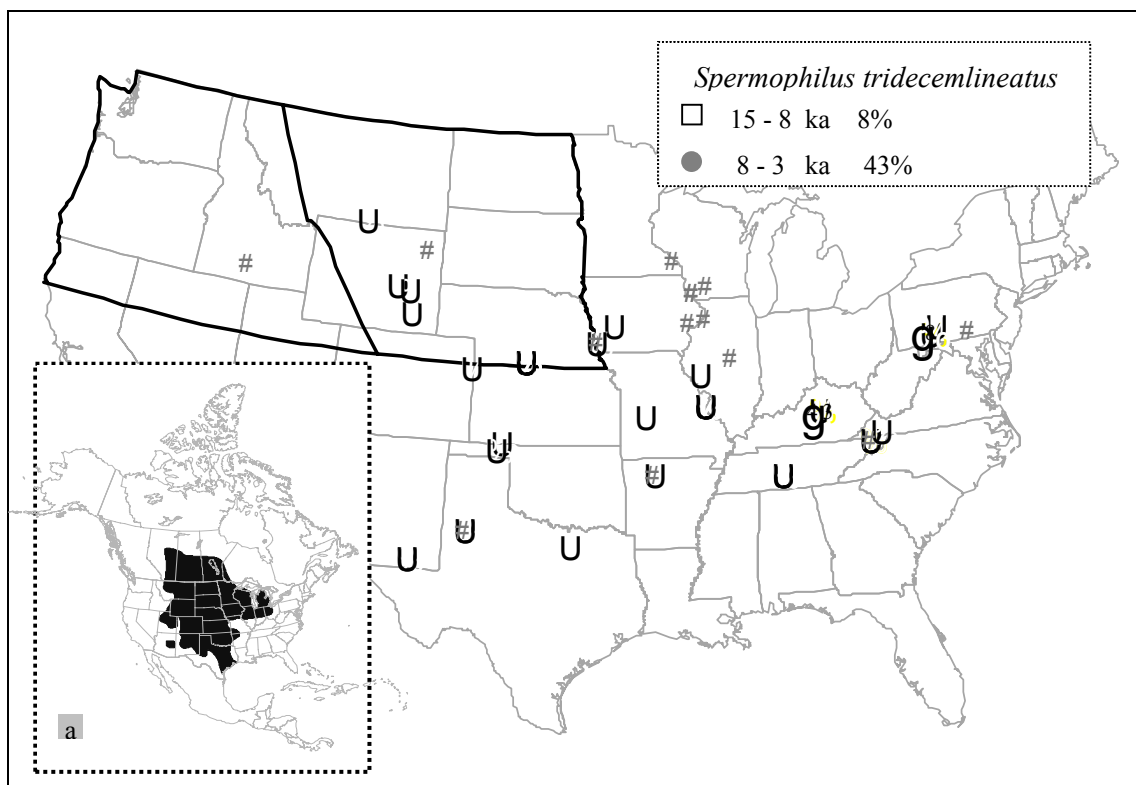 Spermophilus tridecemlineatus
15 - 8 ka 8%
8 - 3 ka 43%
U
#
# #
U U # #
U U # # U #
U # g
U U U #
U U U g
U U U # U
U # U
U #
U U
a